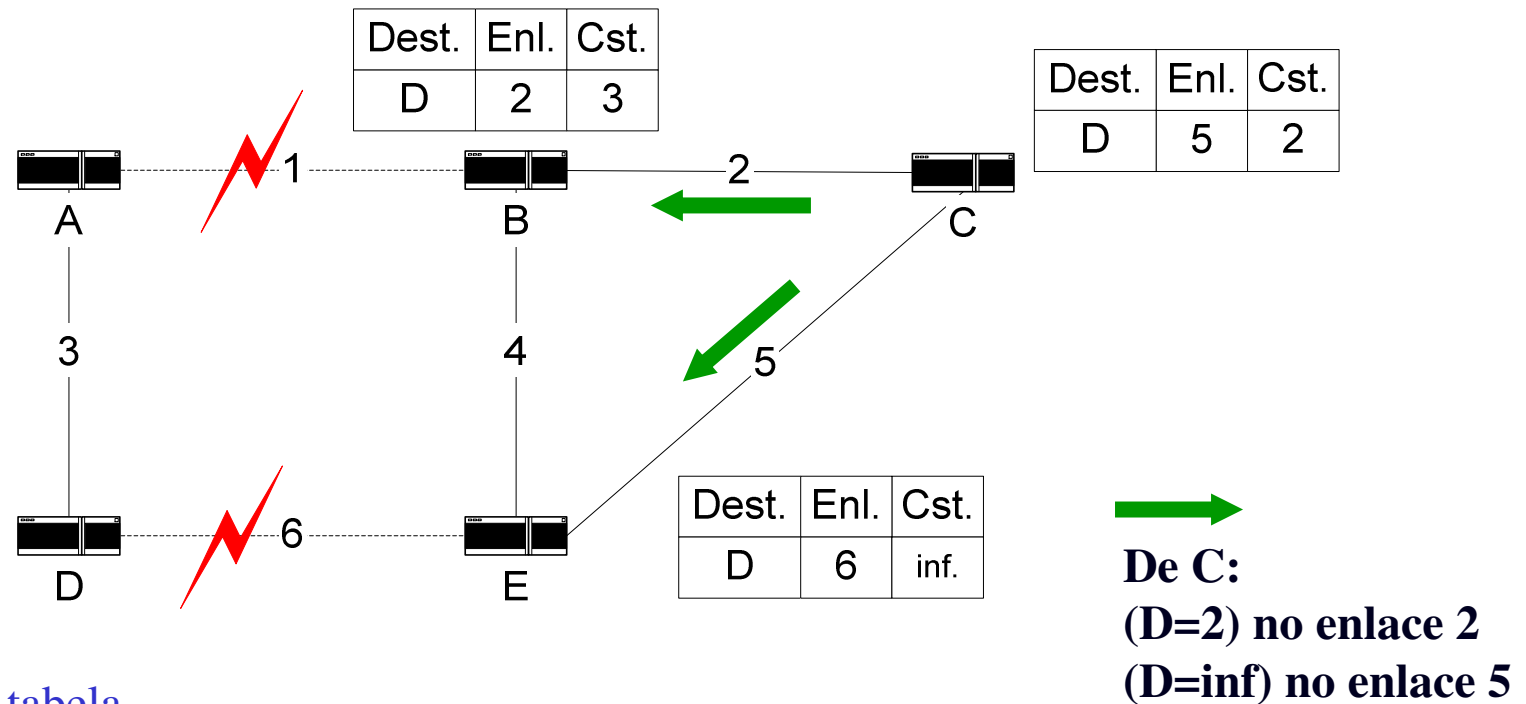 Dest. Enl. Cst.
D 2 3
Dest. Enl. Cst.
D 5 2
1
2
A
B
C
3
4
5
Dest. Enl. Cst.
D 6 inf.
6
D
E
De C:
(D=2) no enlace 2
(D=inf) no enlace 5
tabela